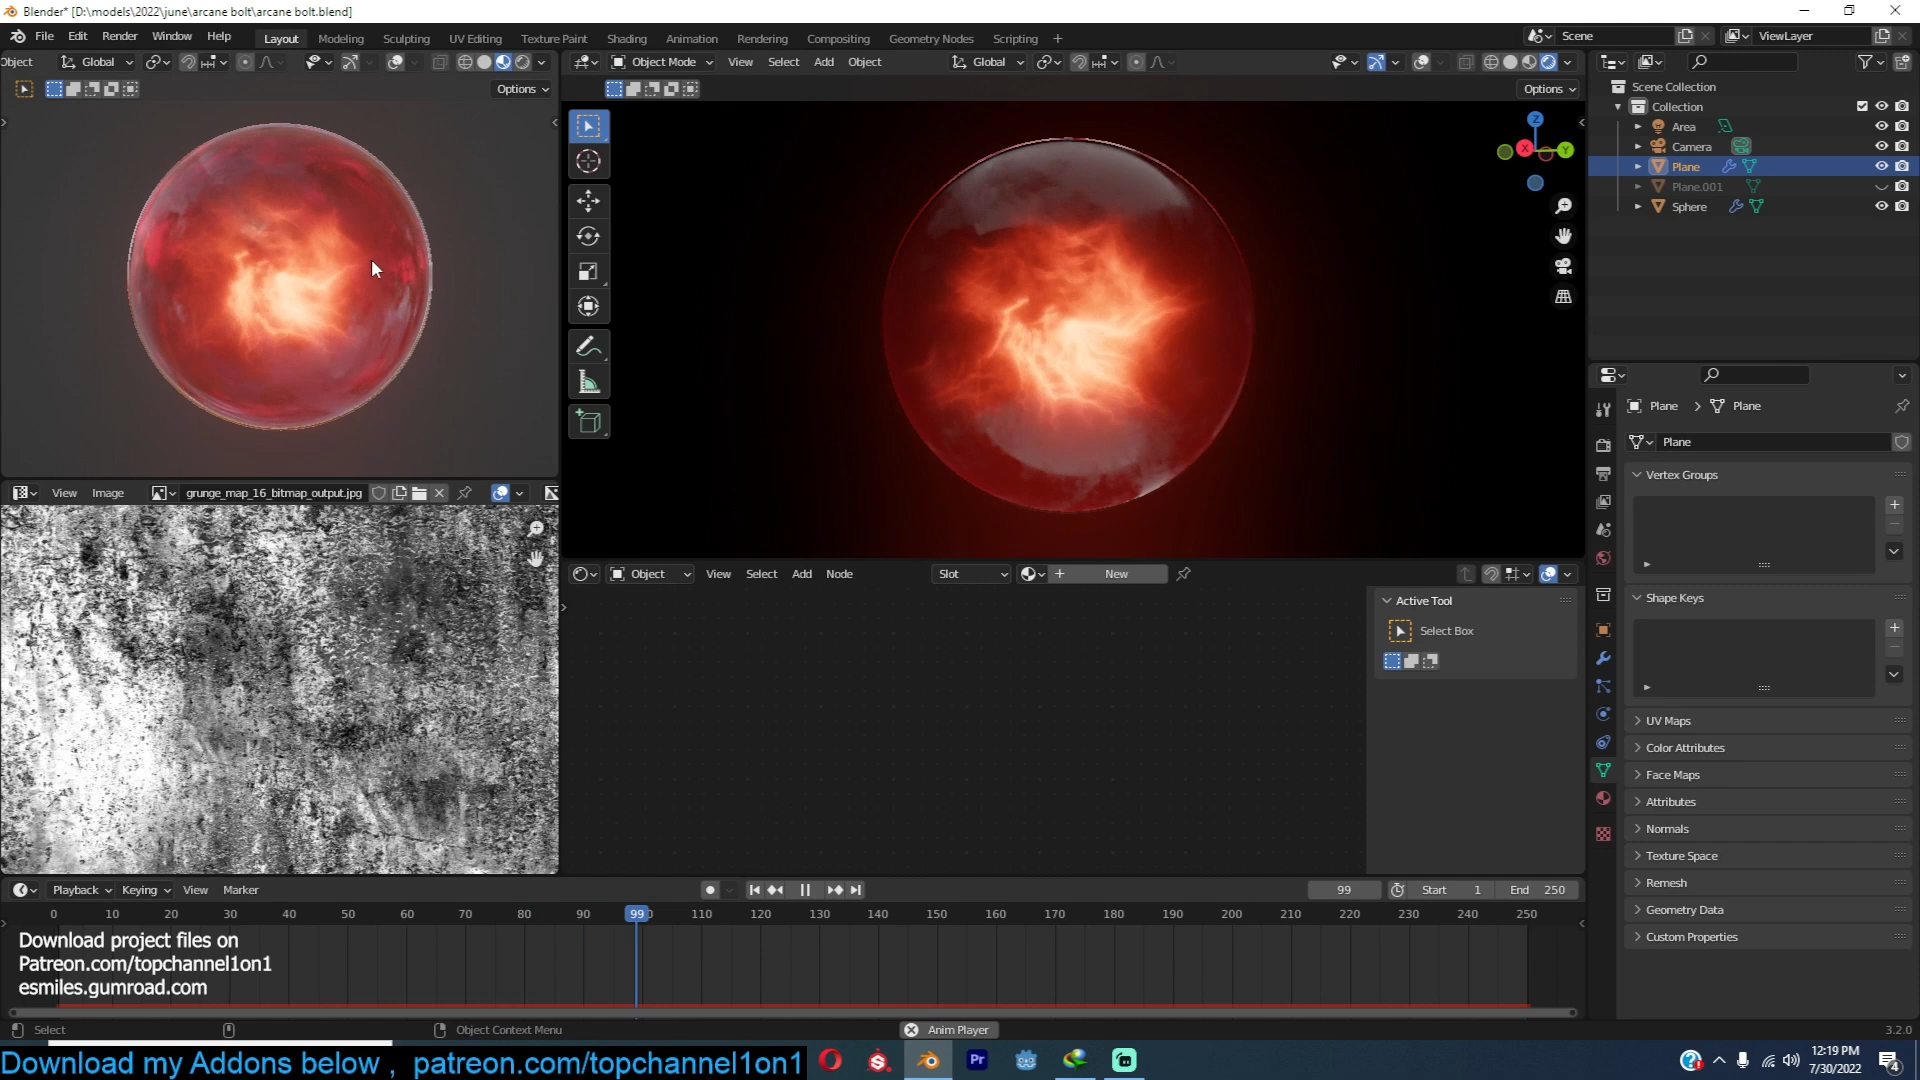 Blender* [D:\models\2022\june\arcane bolt\arcane bolt.blend]
File Edit Render Window Help Layout Modeling Sculpting UV Editing Texture Paint Shading Animation Rendering Compositing Geometry Nodes Scripting + Scene ViewLayer
Object Global Object Mode View Select Add Object Global
Options Options
Scene Collection
Collection
Area
Camera
Plane
Plane.001
Sphere
Z
X
Y
Plane Plane
Plane
Vertex Groups
Shape Keys
UV Maps
Color Attributes
Face Maps
Attributes
Normals
Texture Space
Remesh
Geometry Data
Custom Properties
View Image grunge_map_16_bitmap_output.jpg
Object View Select Add Node Slot New
Active Tool
Select Box
Playback Keying View Marker 99 Start 1 End 250
0 10 20 30 40 50 60 70 80 90 99 110 120 130 140 150 160 170 180 190 200 210 220 230 240 250
Download project files on
Patreon.com/topchannel1on1
esmiles.gumroad.com
Select Object Context Menu Anim Player 3.2.0
Download my Addons below , patreon.com/topchannel1on1
Pr
12:19 PM
7/30/2022
4